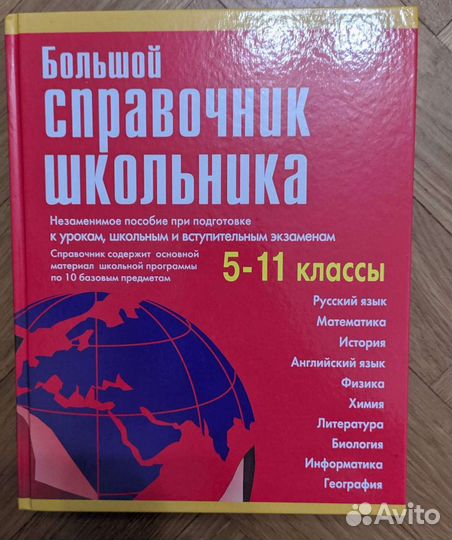 Большой
справочник
школьника
Незаменимое пособие при подготовке
к урокам, школьным и вступительным экзаменам
Справочник содержит основной
материал школьной программы
по 10 базовым предметам
5-11 классы
Русский язык
Математика
История
Английский язык
Физика
Химия
Литература
Биология
Информатика
География
Avito